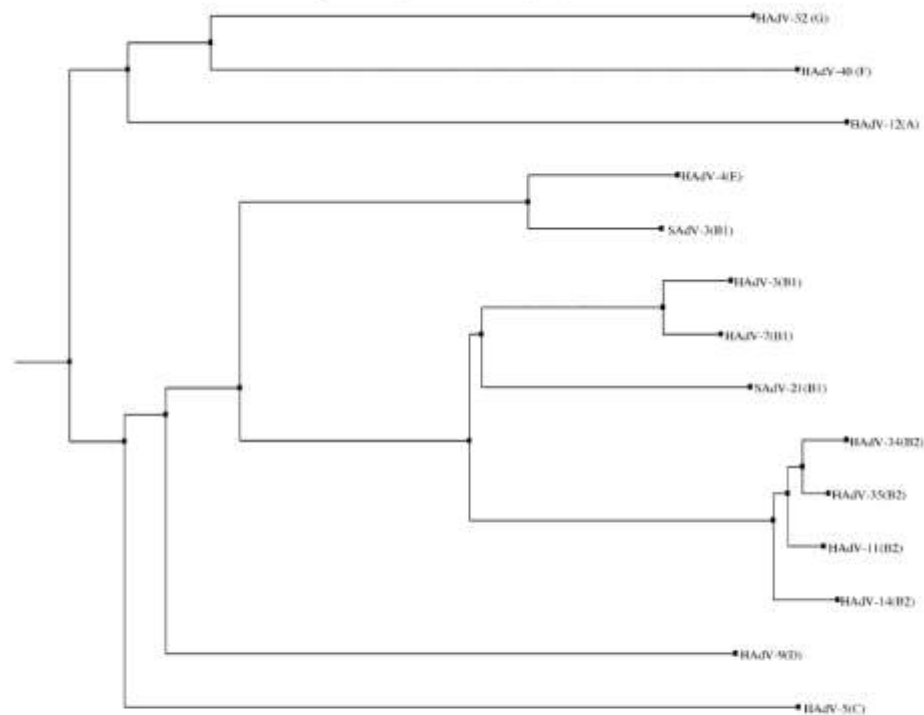 HAdV-52 (G)
HAdV-40 (F)
HAdV-12(A)
HAdV-4(E)
SAdV-3(B1)
HAdV-3(B1)
HAdV-7(B1)
SAdV-21(B1)
HAdV-34(B2)
HAdV-35(B2)
HAdV-11(B2)
HAdV-14(B2)
HAdV-9(D)
HAdV-5(C)